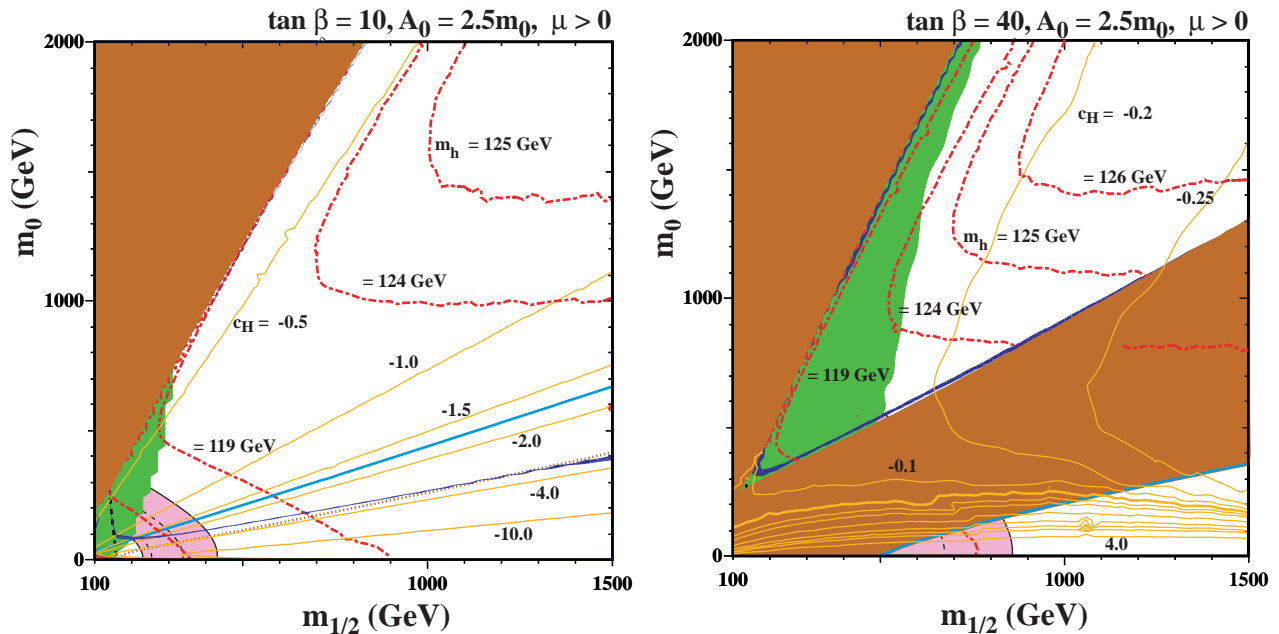 tan β = 10, A₀ = 2.5m₀, μ > 0
2000
1000
0
m₀ (GeV)
m_h = 125 GeV
= 124 GeV
c_H = -0.5
-1.0
-1.5
= 119 GeV
-2.0
-4.0
-10.0
100
1000
1500
m₁/₂ (GeV)
tan β = 40, A₀ = 2.5m₀, μ > 0
2000
1000
0
m₀ (GeV)
c_H = -0.2
= 126 GeV
-0.25
m_h = 125 GeV
= 124 GeV
= 119 GeV
-0.1
4.0
100
1000
1500
m₁/₂ (GeV)